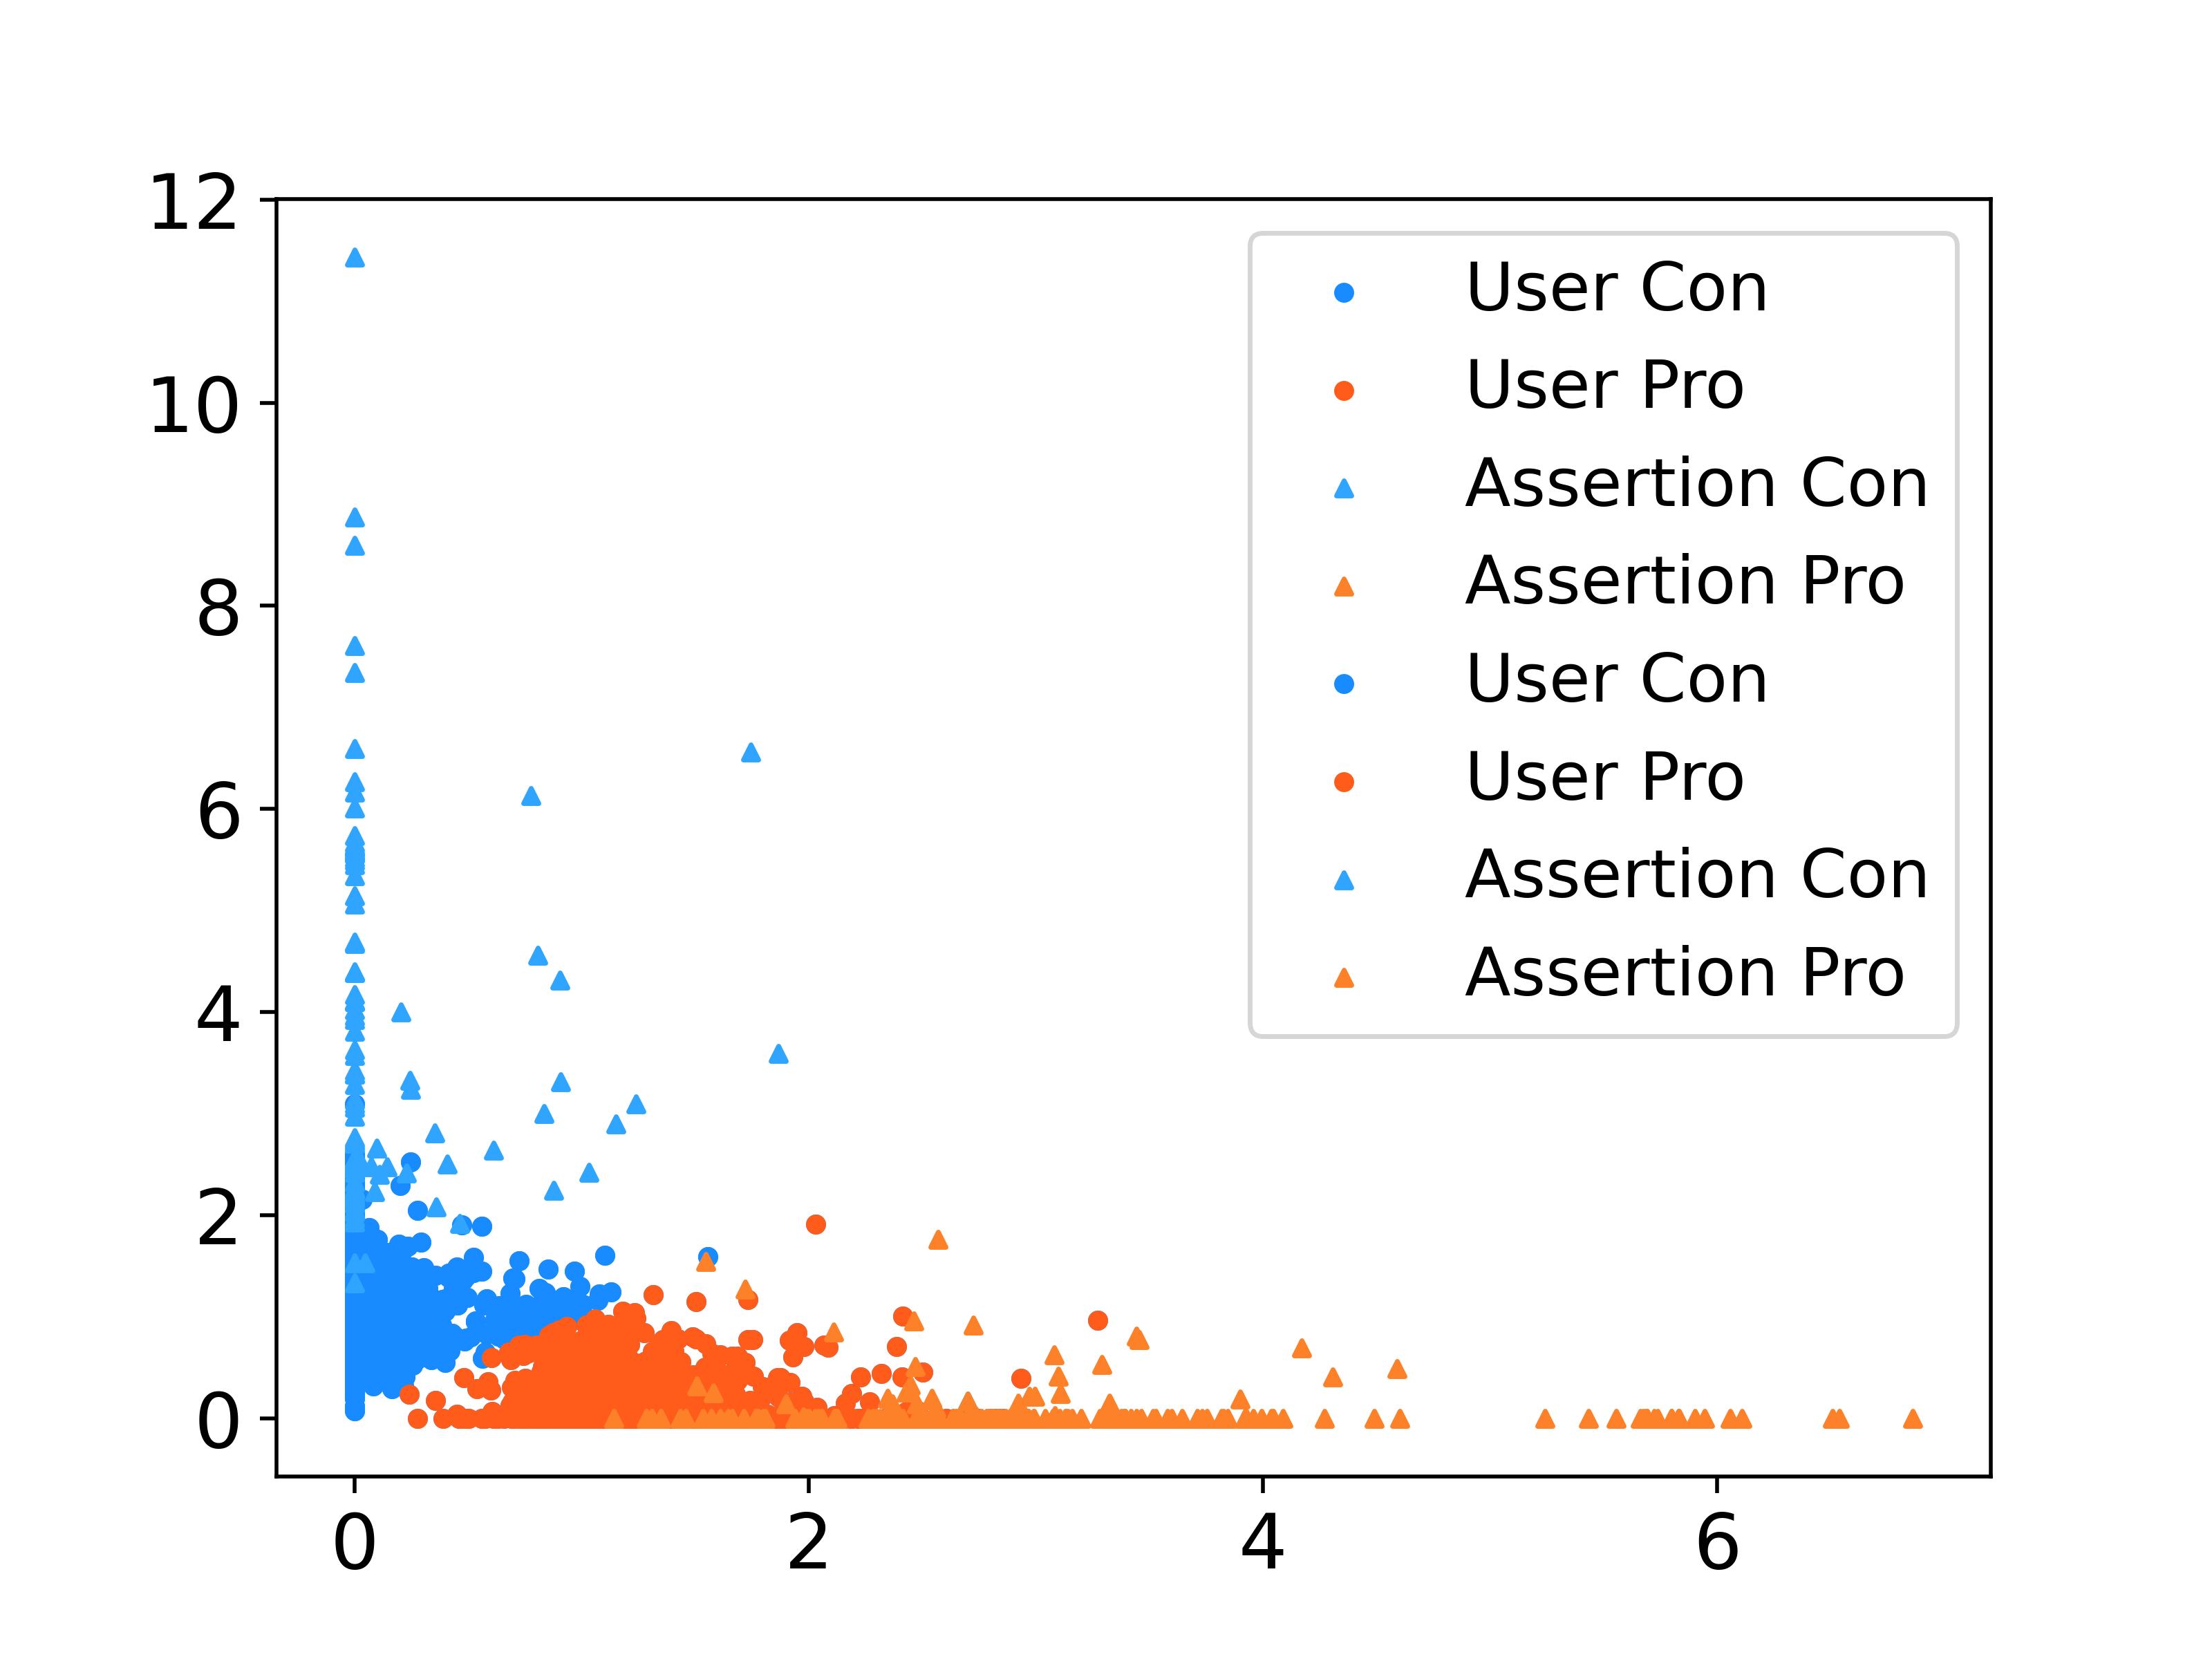 12
10
8
6
4
2
0
0 2 4 6
User Con
User Pro
Assertion Con
Assertion Pro
User Con
User Pro
Assertion Con
Assertion Pro